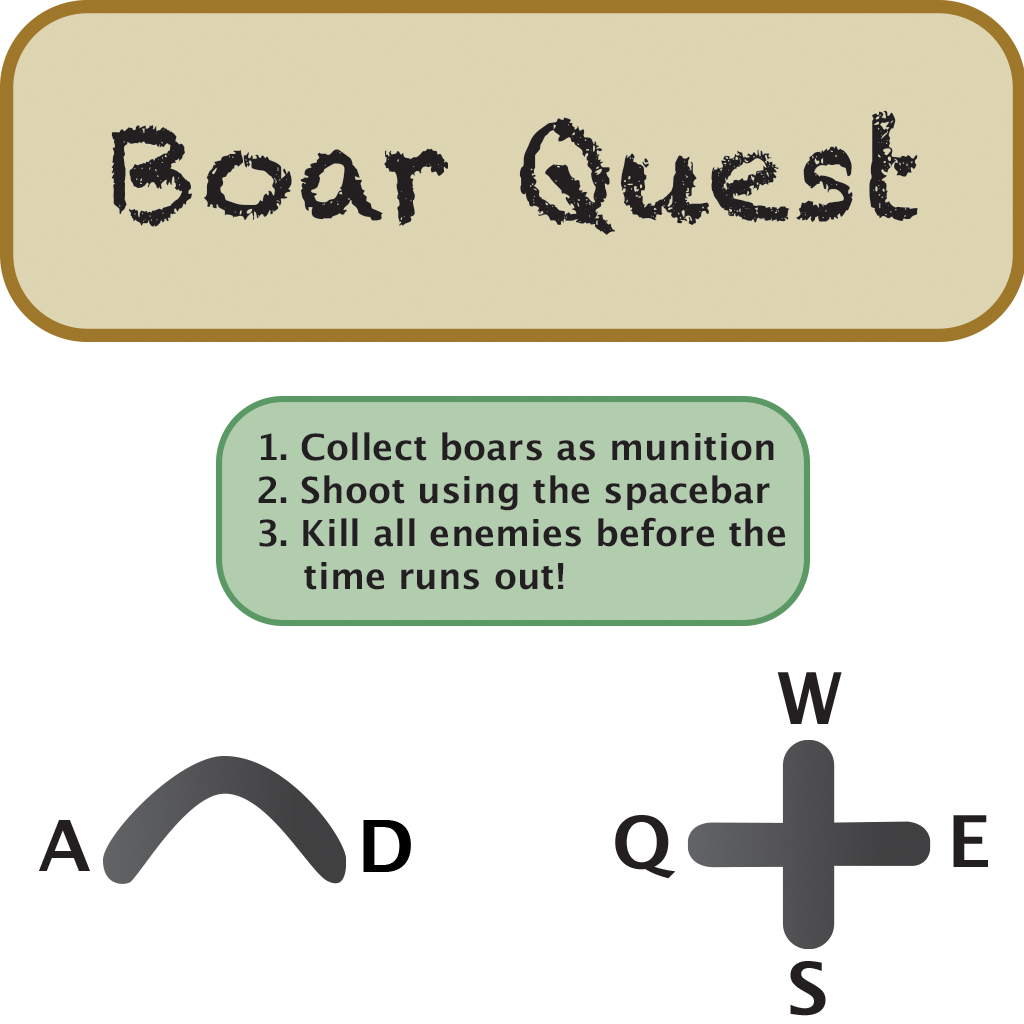 Boar Quest
1. Collect boars as munition
2. Shoot using the spacebar
3. Kill all enemies before the
time runs out!
W
A
D
Q
E
S